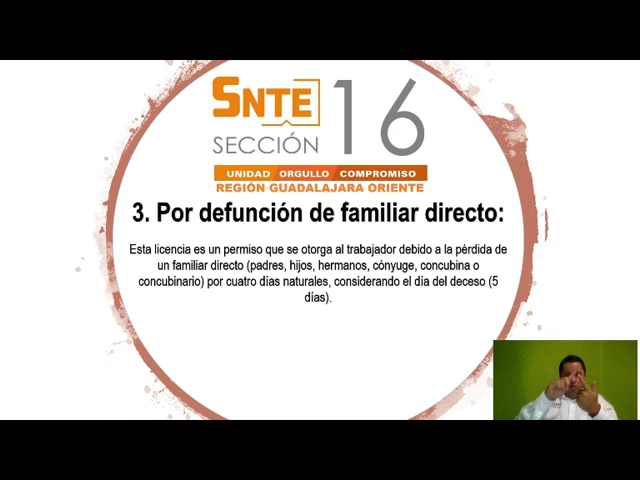 SNTE
SECCIÓN 16
UNIDAD ORGULLO COMPROMISO
REGIÓN GUADALAJARA ORIENTE
3. Por defunción de familiar directo:
Esta licencia es un permiso que se otorga al trabajador debido a la pérdida de
un familiar directo (padres, hijos, hermanos, cónyuge, concubina o
concubinario) por cuatro días naturales, considerando el día del deceso (5
días).